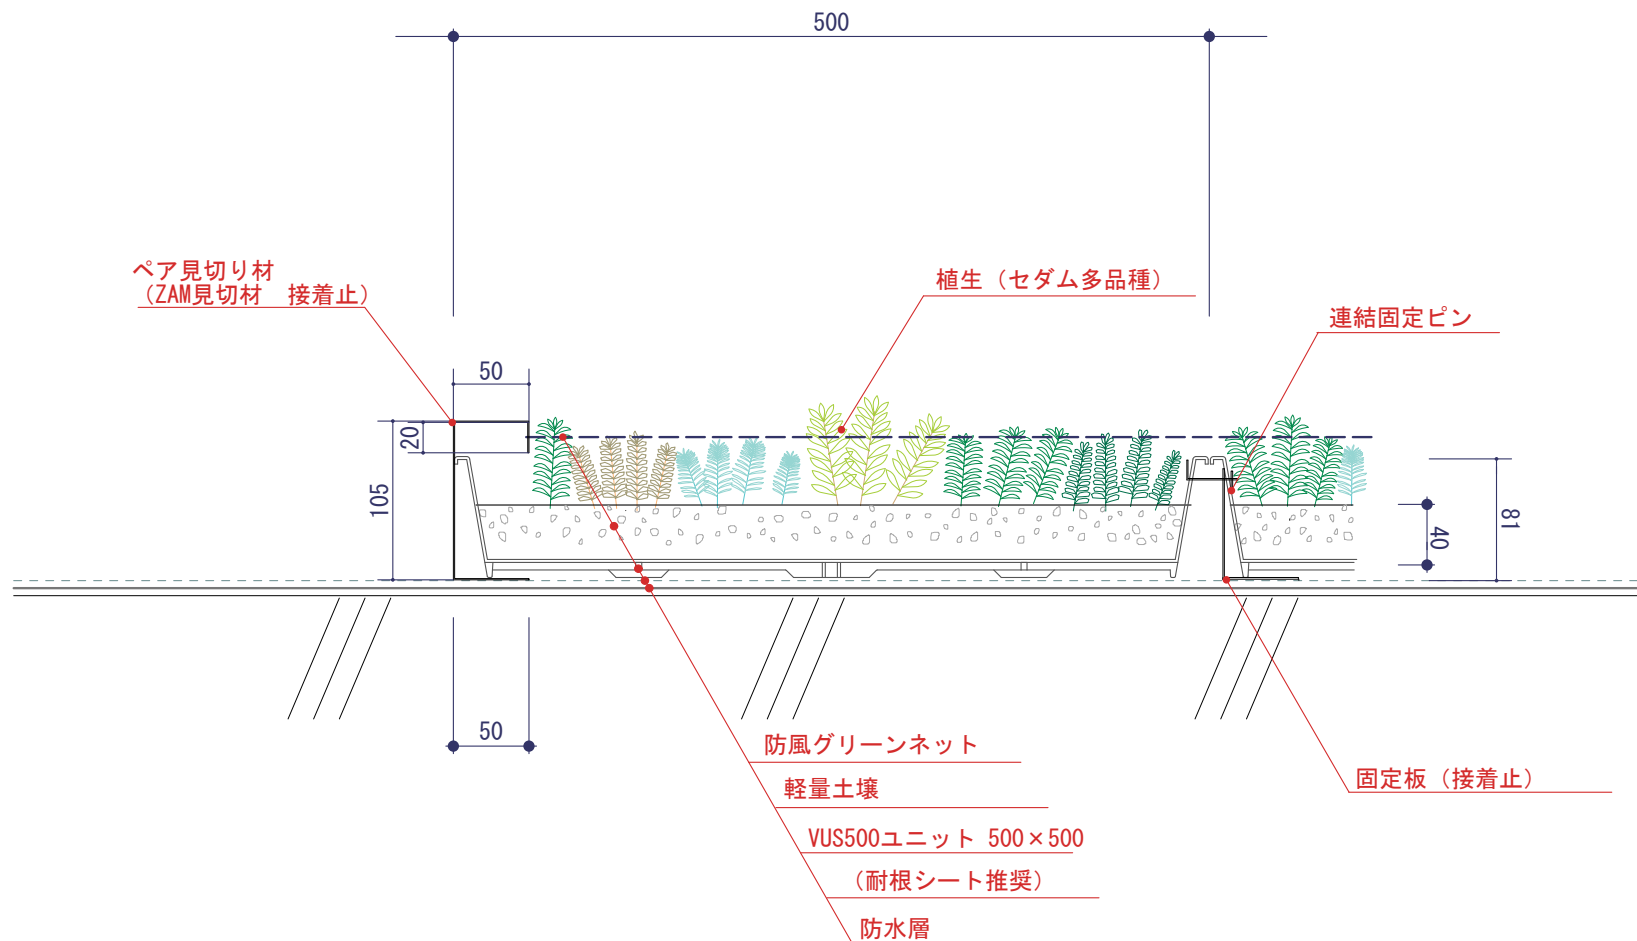 500
ペア見切り材
（ZAM見切材　接着止）
植生（セダム多品種）
連結固定ピン
50
20
105
81
40
50
防風グリーンネット
軽量土壌
VUS500ユニット 500×500
（耐根シート推奨）
防水層
固定板（接着止）